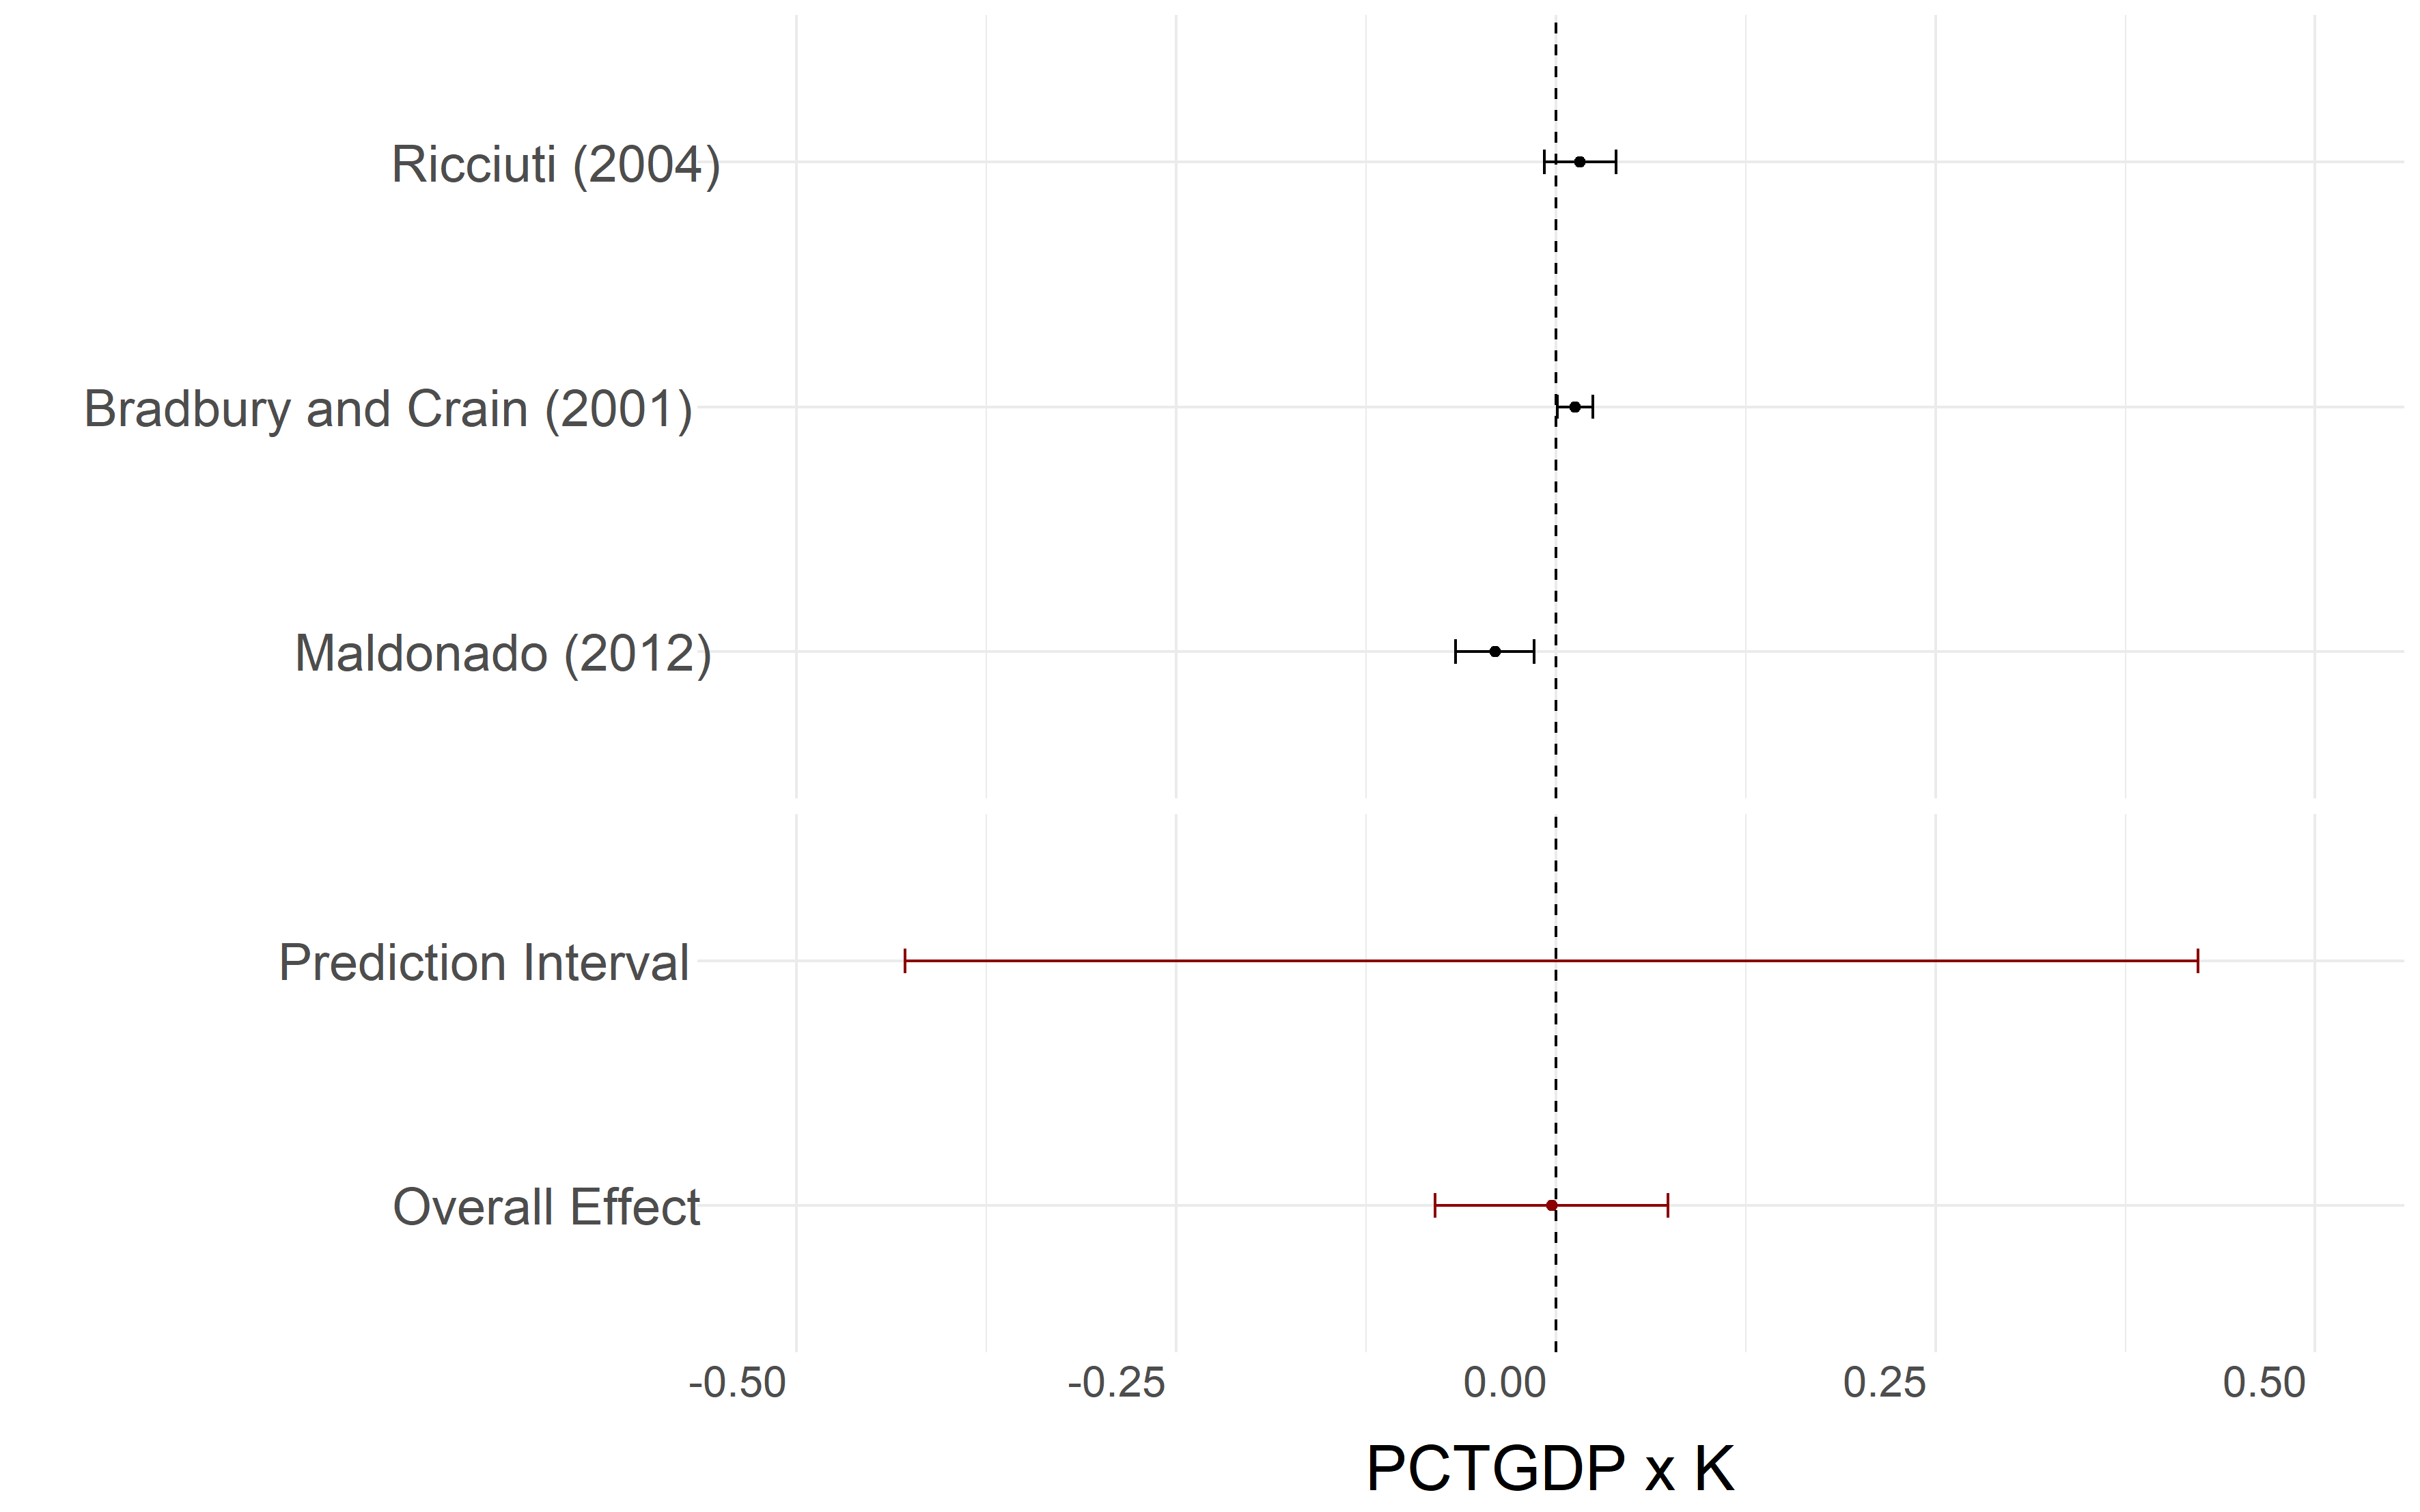 Ricciuti (2004)
Bradbury and Crain (2001)
Maldonado (2012)
Prediction Interval
Overall Effect
-0.50 -0.25 0.00 0.25 0.50
PCTGDP x K